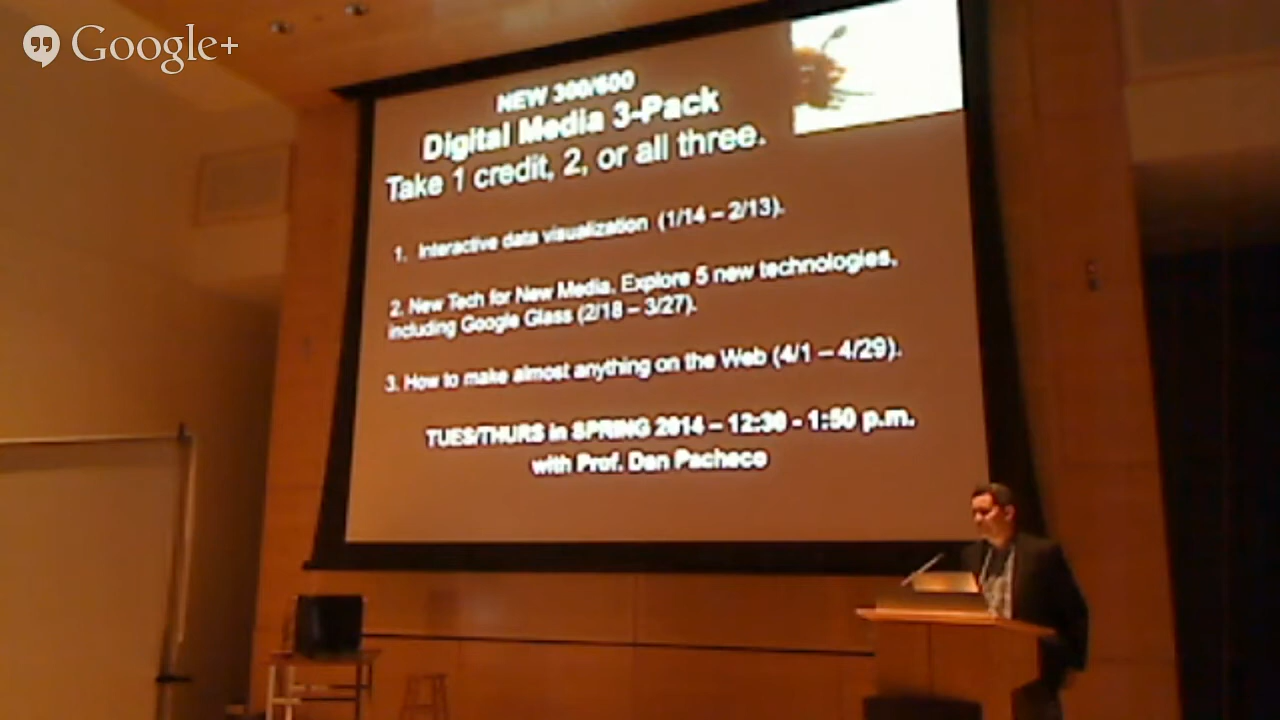 Google+
NEW 300/600
Digital Media 3-Pack
Take 1 credit, 2, or all three.
1. Interactive data visualization (1/14 – 2/13).
2. New Tech for New Media. Explore 5 new technologies,
including Google Glass (2/18 – 3/27).
3. How to make almost anything on the Web (4/1 – 4/29).
TUES/THURS in SPRING 2014 – 12:30 - 1:50 p.m.
with Prof. Dan Pacheco